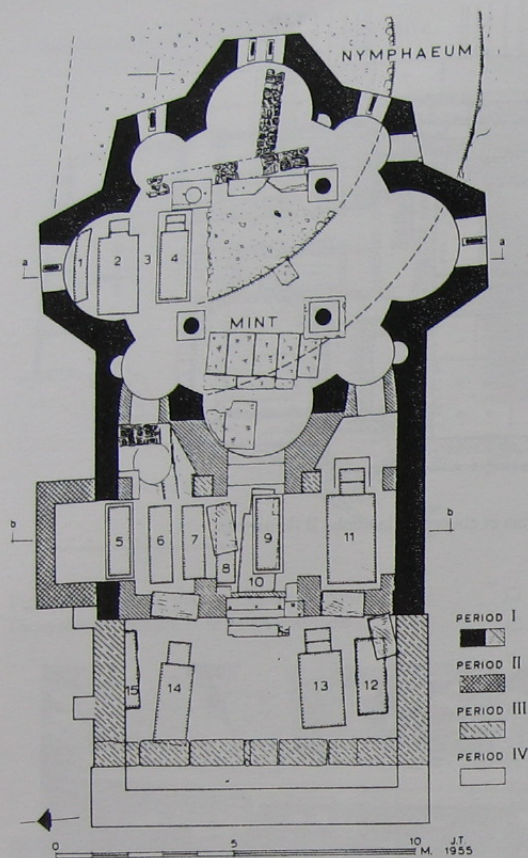 NYMPHAEUM
a
a
1
2
3
4
MINT
b
b
5
6
7
8
9
10
11
PERIOD I
PERIOD II
PERIOD III
PERIOD IV
15
14
13
12
0
5
10
M.
J.T.
1955